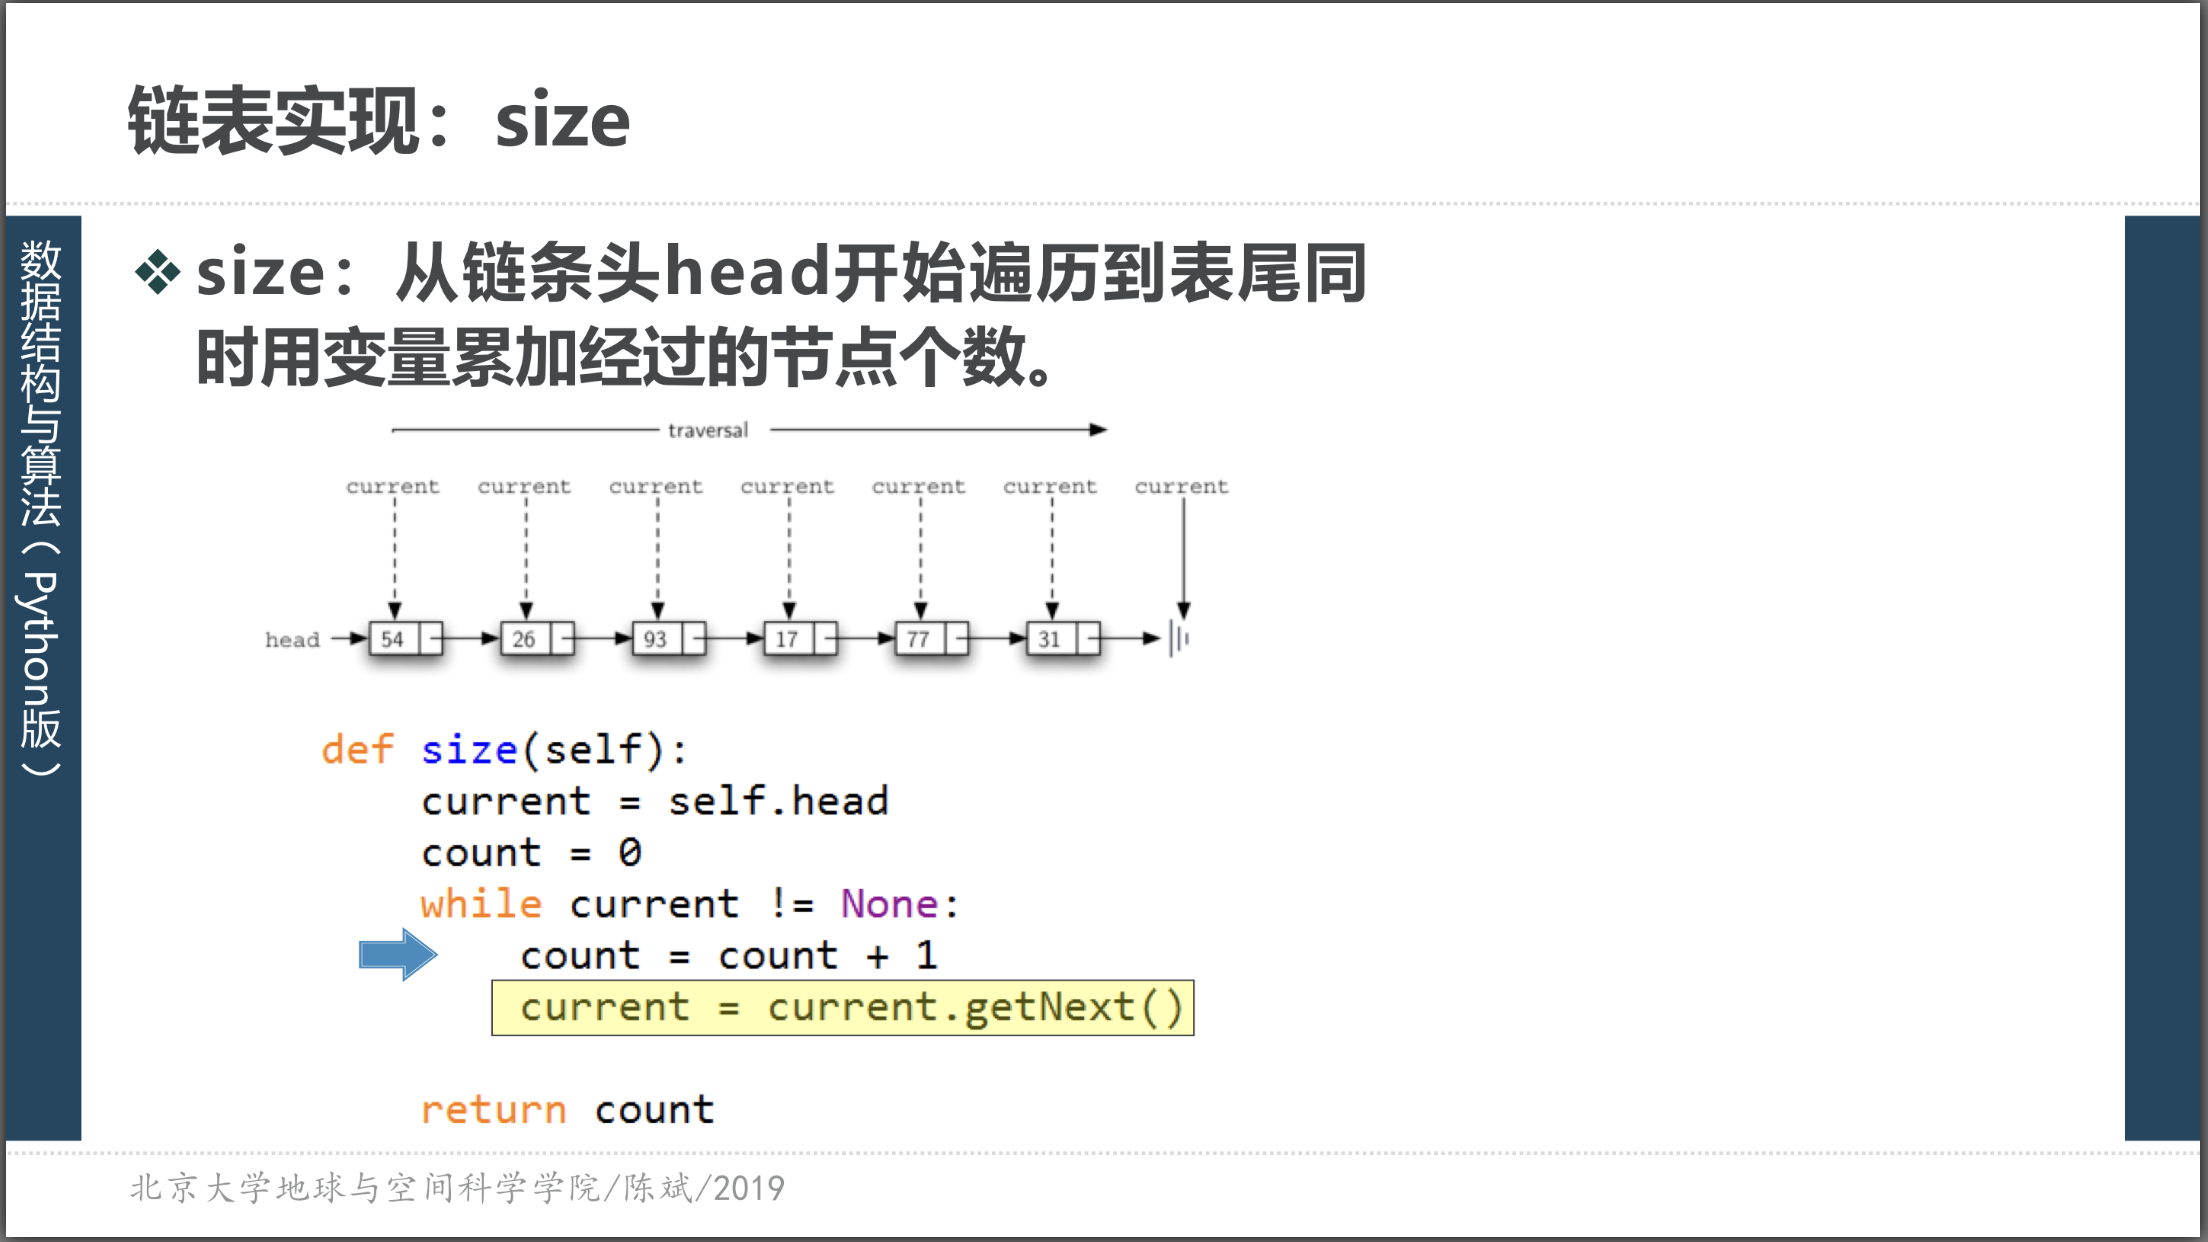 链表实现：size
数据结构与算法（Python版）
size：从链条头head开始遍历到表尾同
时用变量累加经过的节点个数。
traversal
current current current current current current current
head 54 26 93 17 77 31
def size(self):
    current = self.head
    count = 0
    while current != None:
        count = count + 1
        current = current.getNext()
    return count
北京大学地球与空间科学学院/陈斌/2019